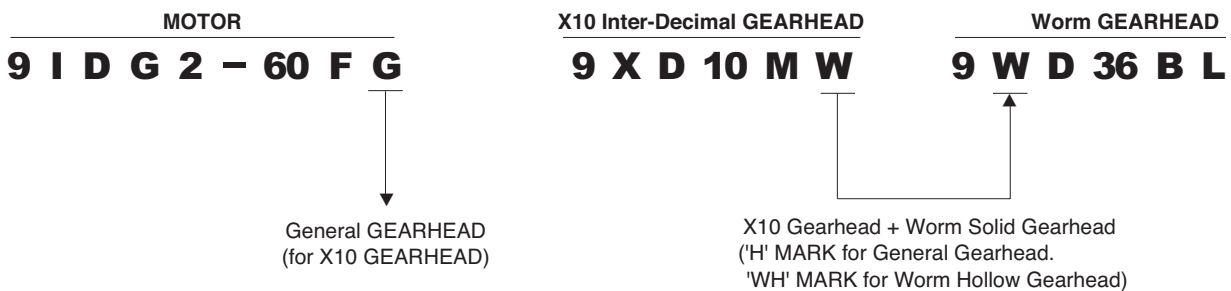 MOTOR
9 I D G 2 – 60 F G
General GEARHEAD
(for X10 GEARHEAD)
X10 Inter-Decimal GEARHEAD
9 X D 10 M W
Worm GEARHEAD
9 W D 36 B L
X10 Gearhead + Worm Solid Gearhead
('H' MARK for General Gearhead.
'WH' MARK for Worm Hollow Gearhead)